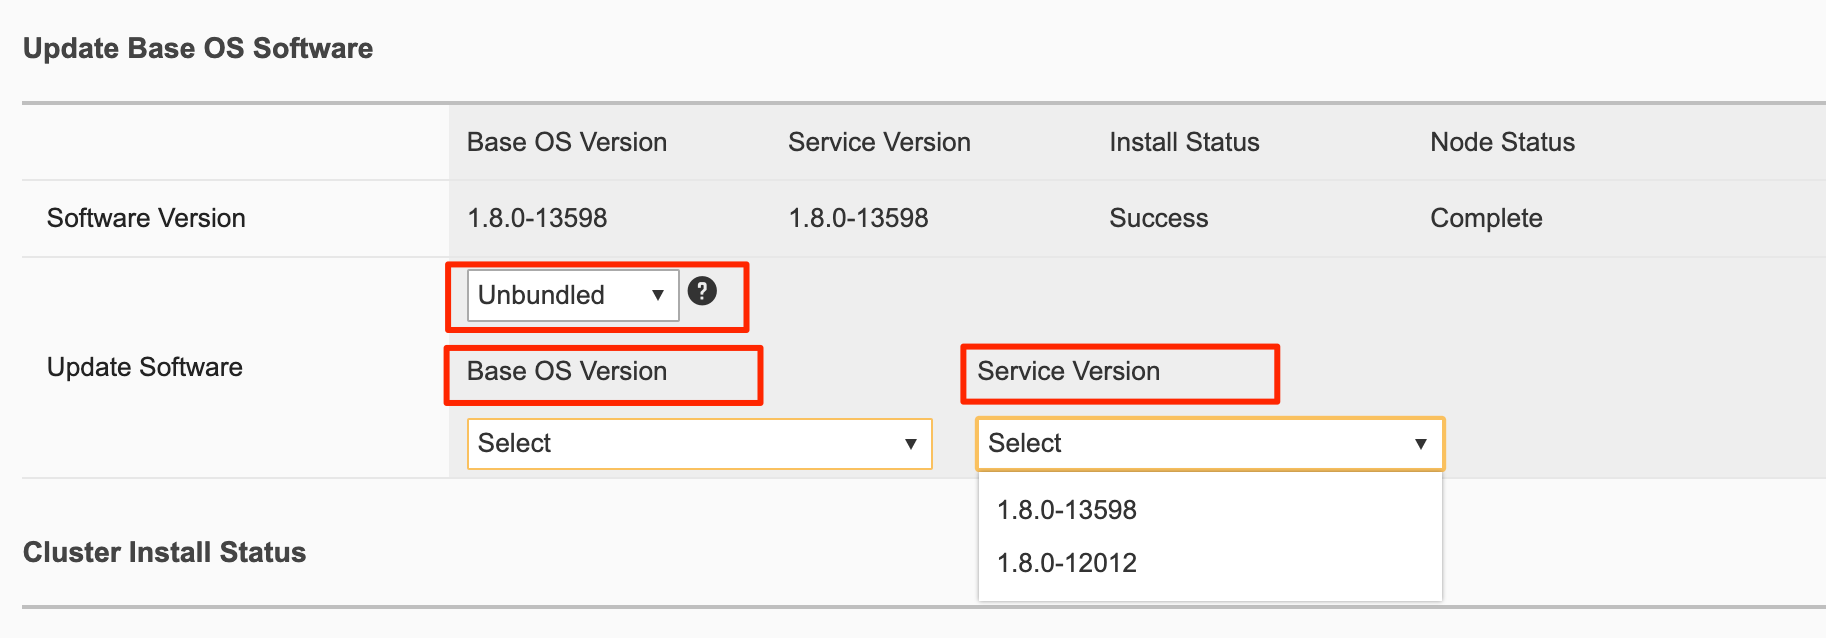 Update Base OS Software
Base OS Version Service Version Install Status Node Status
Software Version 1.8.0-13598 1.8.0-13598 Success Complete
Unbundled ?
Update Software Base OS Version Service Version
Select Select
1.8.0-13598
1.8.0-12012
Cluster Install Status